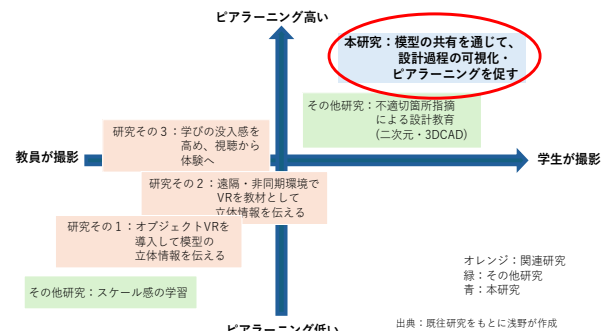 ピアラーニング高い
本研究：模型の共有を通じて、
設計過程の可視化・
ピアラーニングを促す
その他研究：不適切箇所指摘
による設計教育
(二次元・3DCAD)
研究その３：学びの没入感を
高め、視聴から
体験へ
教員が撮影
学生が撮影
研究その２：遠隔・非同期環境で
VRを教材として
立体情報を伝える
研究その１：オブジェクトVRを
導入して模型の
立体情報を伝える
オレンジ：関連研究
緑：その他研究
青：本研究
その他研究：スケール感の学習
出典：既往研究をもとに浅野が作成
ピアラーニング低い